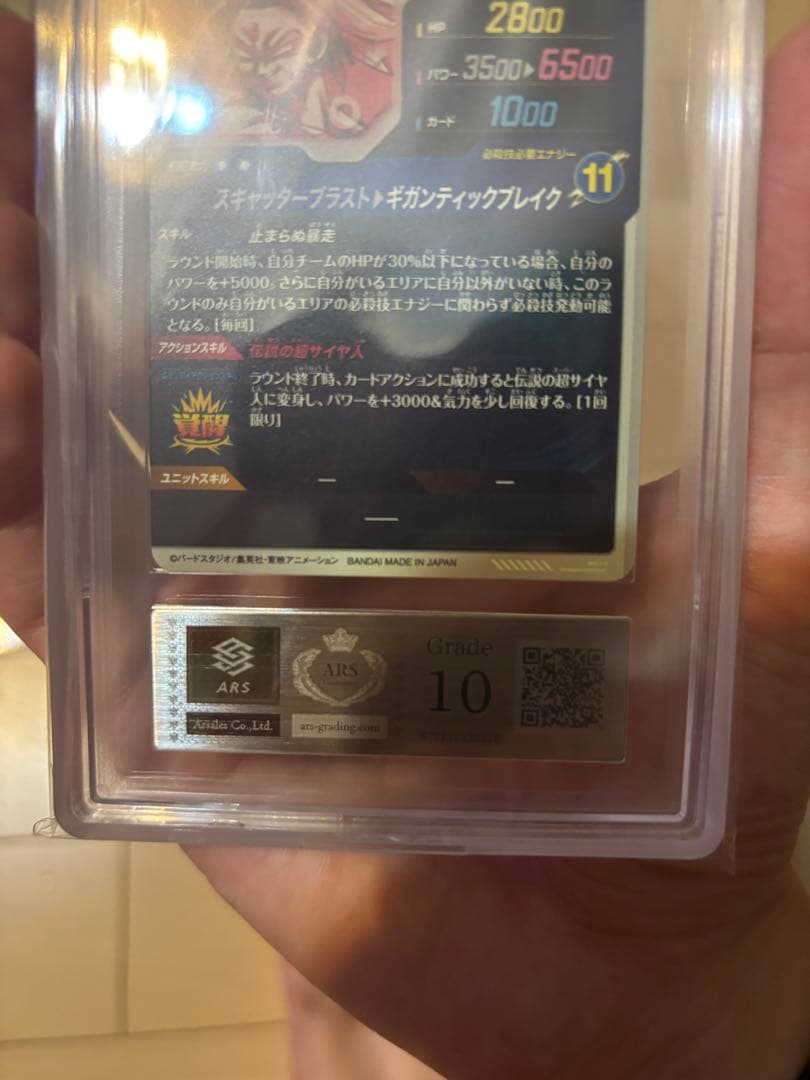 HP 2800
パワー 3500▶6500
カード 1000
必殺技必要エナジー
11
スキャッターブラスト▶ギガンティックブレイク
スキル 止まらぬ暴走
ラウンド開始時、自分チームのHPが30%以下になっている場合、自分の
パワーを+5000。さらに自分がいるエリアに自分以外がいない時、このラ
ウンドのみ自分がいるエリアの必殺技エナジーに関わらず必殺技発動可能
となる。[毎回]
アクションスキル 伝説の超サイヤ人
ラウンド終了時、カードアクションに成功すると伝説の超サイヤ
人に変身し、パワーを+3000&気力を少し回復する。[1回
限り]
覚醒
ユニットスキル — —
—
©バードスタジオ/集英社・東映アニメーション BANDAI MADE IN JAPAN
ARS
Arsales Co.,Ltd.
ARS
ars-grading.com
Grade
10